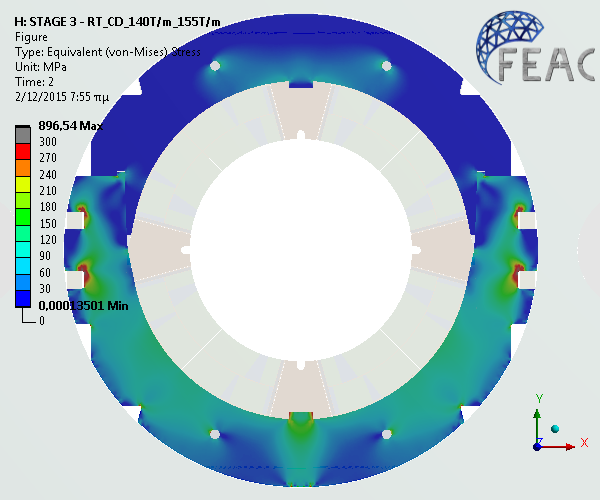 H: STAGE 3 - RT_CD_140T/m_155T/m
Figure
Type: Equivalent (von-Mises) Stress
Unit: MPa
Time: 2
2/12/2015 7:55 πμ
FEAC
896,54 Max
300
270
240
210
180
150
120
90
60
30
0,00013501 Min
0
Y
Z
X